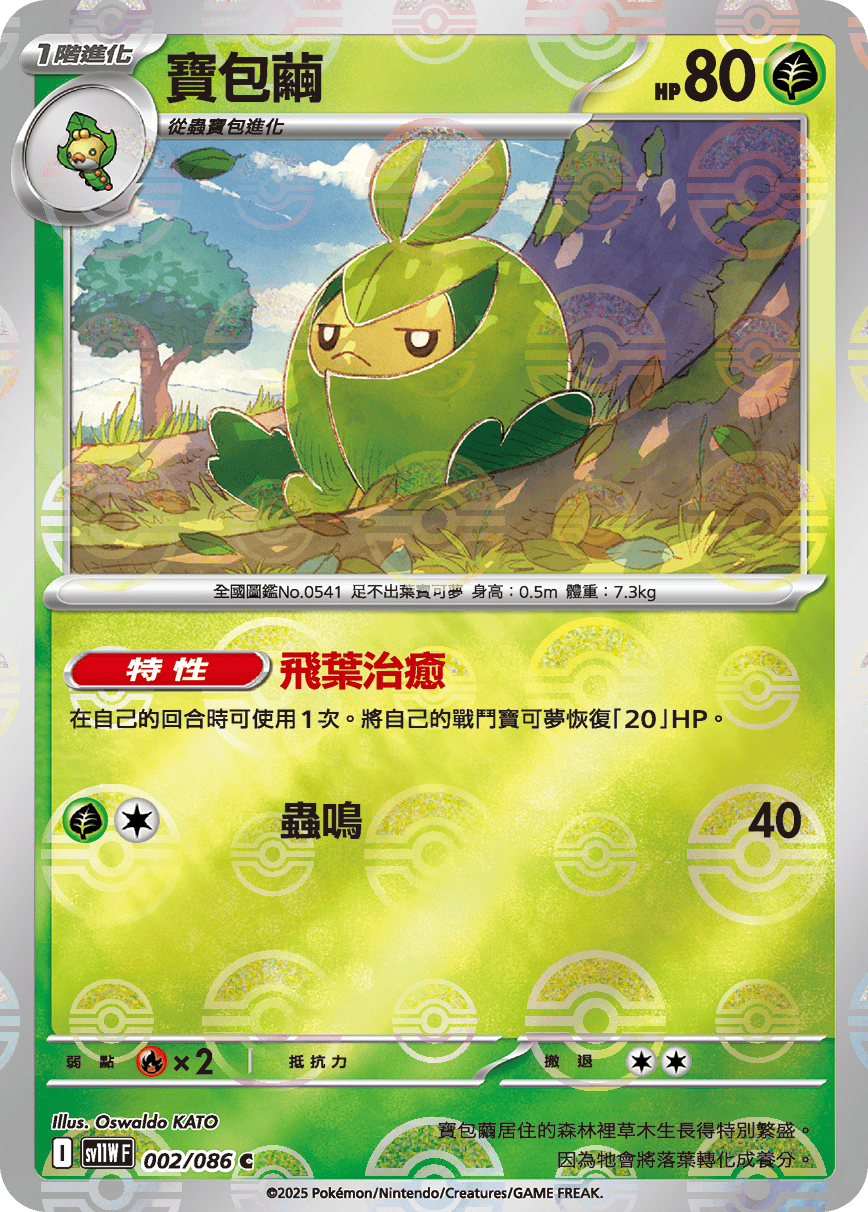 1階進化
寶包繭
HP80
從蟲寶包進化
全國圖鑑No.0541 足不出葉寶可夢 身高:0.5m 體重:7.3kg
特性 飛葉治癒
在自己的回合時可使用1次。將自己的戰鬥寶可夢恢復「20」HP。
蟲鳴 40
弱點 ×2 抵抗力 撤退
Illus. Oswaldo KATO
I sv11W F 002/086 C
寶包繭居住的森林裡草木生長得特別繁盛。
因為牠會將落葉轉化成養分。
©2025 Pokémon/Nintendo/Creatures/GAME FREAK.